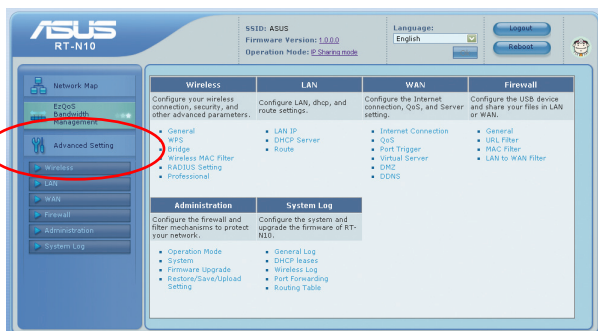 ASUS
RT-N10
SSID: ASUS
Firmware Version: 1.0.0.0
Operation Mode: IP Sharing mode
Language:
English
Logout
Reboot
Network Map
EzQoS
Bandwidth
Management
Advanced Setting
Wireless
LAN
WAN
Firewall
Administration
System Log
Wireless
Configure your wireless
connection, security, and
other advanced parameters.
General
WPS
Bridge
Wireless MAC Filter
RADIUS Setting
Professional
LAN
Configure LAN, dhcp, and
route settings.
LAN IP
DHCP Server
Route
WAN
Configure the Internet
connection, QoS, and Server
setting.
Internet Connection
QoS
Port Trigger
Virtual Server
DMZ
DDNS
Firewall
Configure the USB device
and share your files in LAN
or WAN.
General
URL Filter
MAC Filter
LAN to WAN Filter
Administration
Configure the firewall and
filter mechanisms to protect
your network.
Operation Mode
System
Firmware Upgrade
Restore/Save/Upload
Setting
System Log
Configure the system and
upgrade the firmware of RT-
N10.
General Log
DHCP leases
Wireless Log
Port Forwarding
Routing Table